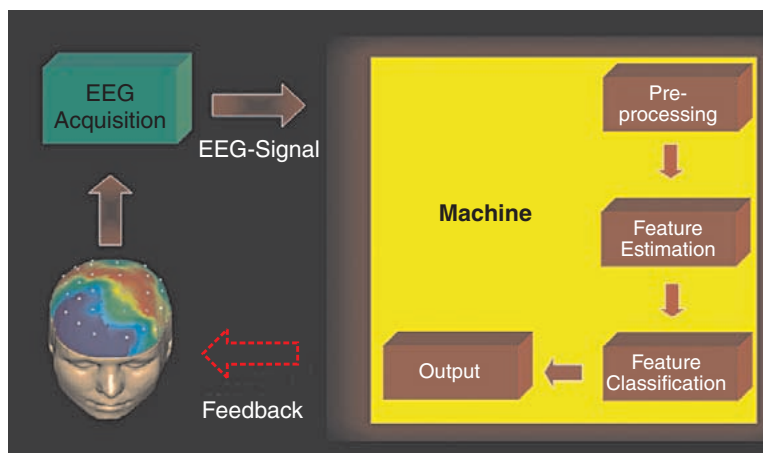 EEG
Acquisition
EEG-Signal
Pre-
processing
Machine
Feature
Estimation
Feature
Classification
Output
Feedback